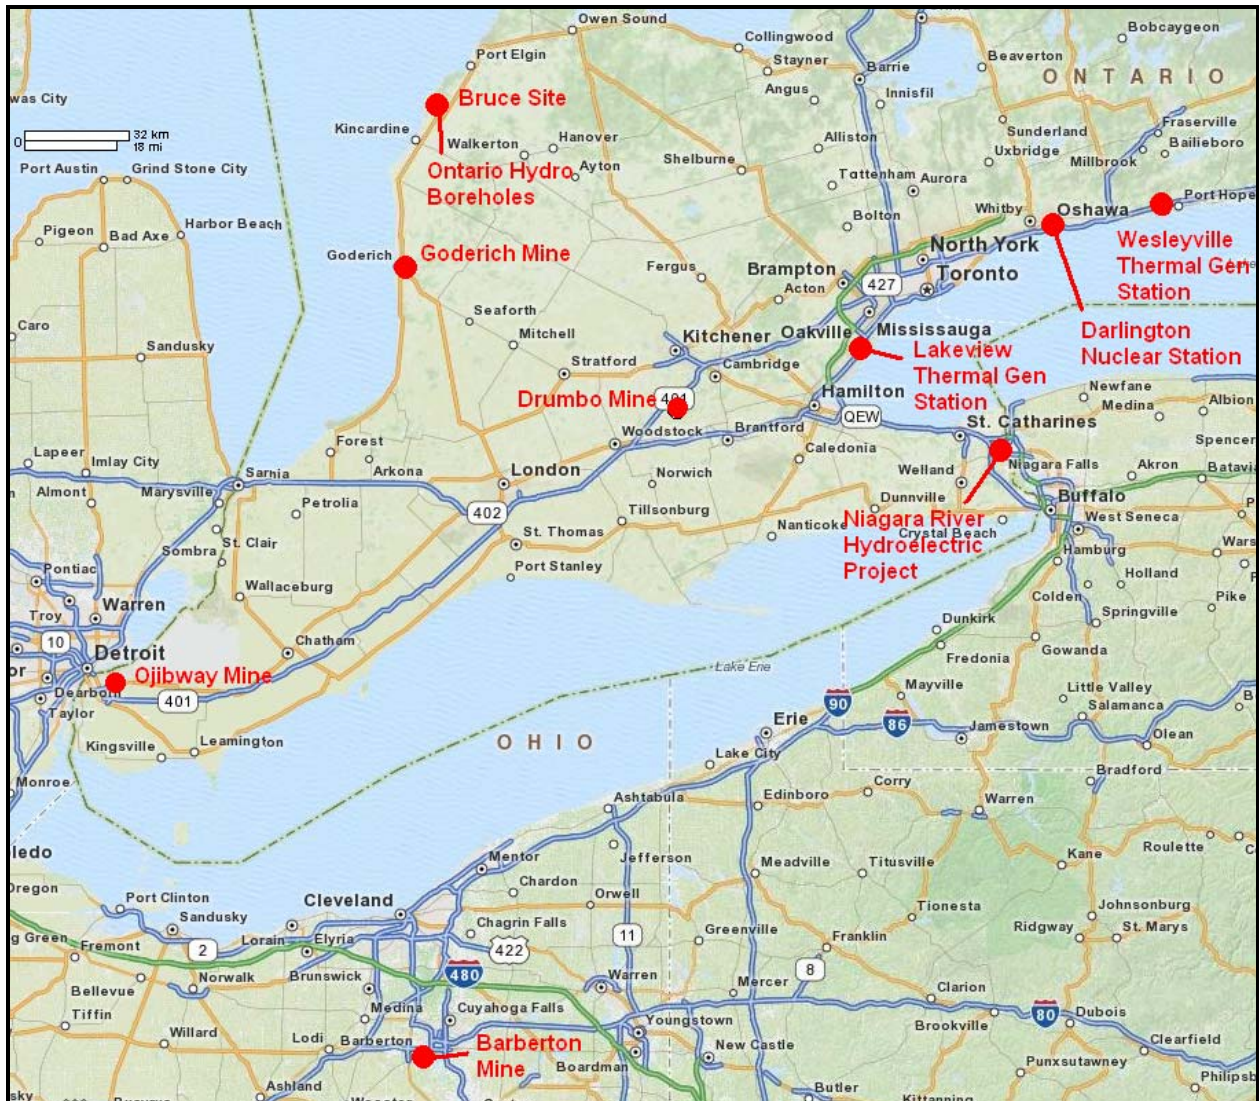 Owen Sound
Bobcaygeon
Collingwood
Port Elgin
Beaverton
Stayner
Barrie
ONTARIO
was City
Bruce Site
Angus
Innisfil
0
32 km
18 mi
Kincardine
Walkerton
Hanover
Alliston
Sunderland
Fraserville
Bailieboro
Port Austin
Grind Stone City
Ontario Hydro
Boreholes
Ayton
Shelburne
Uxbridge
Millbrook
Tottenham
Aurora
Port Hope
Pigeon
Bad Axe
Harbor Beach
Bolton
Whitby
Oshawa
Goderich
Goderich Mine
Fergus
Brampton
North York
Wesleyville
Thermal Gen
Station
Acton
427
Toronto
Caro
Sandusky
Seaforth
Mitchell
Kitchener
Oakville
Mississauga
Darlington
Nuclear Station
Stratford
Cambridge
Lakeview
Thermal Gen
Station
Drumbo Mine
401
Hamilton
QEW
Newfane
Medina
Albion
Woodstock
Brantford
St. Catharines
Lapeer
Imlay City
Forest
Arkona
Caledonia
Spencer
Sarnia
London
Norwich
Welland
Niagara Falls
Akron
Batavi
Almont
Marysville
Petrolia
402
Dunnville
Buffalo
Tillsonburg
Nanticoke
Crystal Beach
West Seneca
Niagara River
Hydroelectric
Project
Sombra
St. Clair
St. Thomas
Hamburg
Wars
Pontiac
Wallaceburg
Port Stanley
Holland
Troy
Warren
Colden
Springville
Pike
10
Detroit
Chatham
Dunkirk
Fredonia
Gowanda
or
Ojibway Mine
Lake Erie
Dearborn
401
Taylor
Mayville
Little Valley
Salamanca
B
90
86
Kingsville
Leamington
OHIO
Erie
Jamestown
Olean
Monroe
Lake City
Corry
Bradford
Ashtabula
Edinboro
Warren
ledo
Mentor
Jefferson
Meadville
Titusville
Kane
Roulette
C
Oregon
Port Clinton
Cleveland
Chardon
Orwell
Tionesta
Johnsonburg
Sandusky
Chagrin Falls
11
Ridgway
St. Marys
g Green
Fremont
2
Lorain
Elyria
422
Greenville
Franklin
Bellevue
Norwalk
Brunswick
480
Warren
Mercer
8
Clarion
Tiffin
Medina
Cuyahoga Falls
80
Dubois
Willard
Lodi
Barberton
Youngstown
Brookville
Clearfield
Barberton
Mine
Boardman
New Castle
Punxsutawney
Ashland
Butler
Philipsb
Kittanning